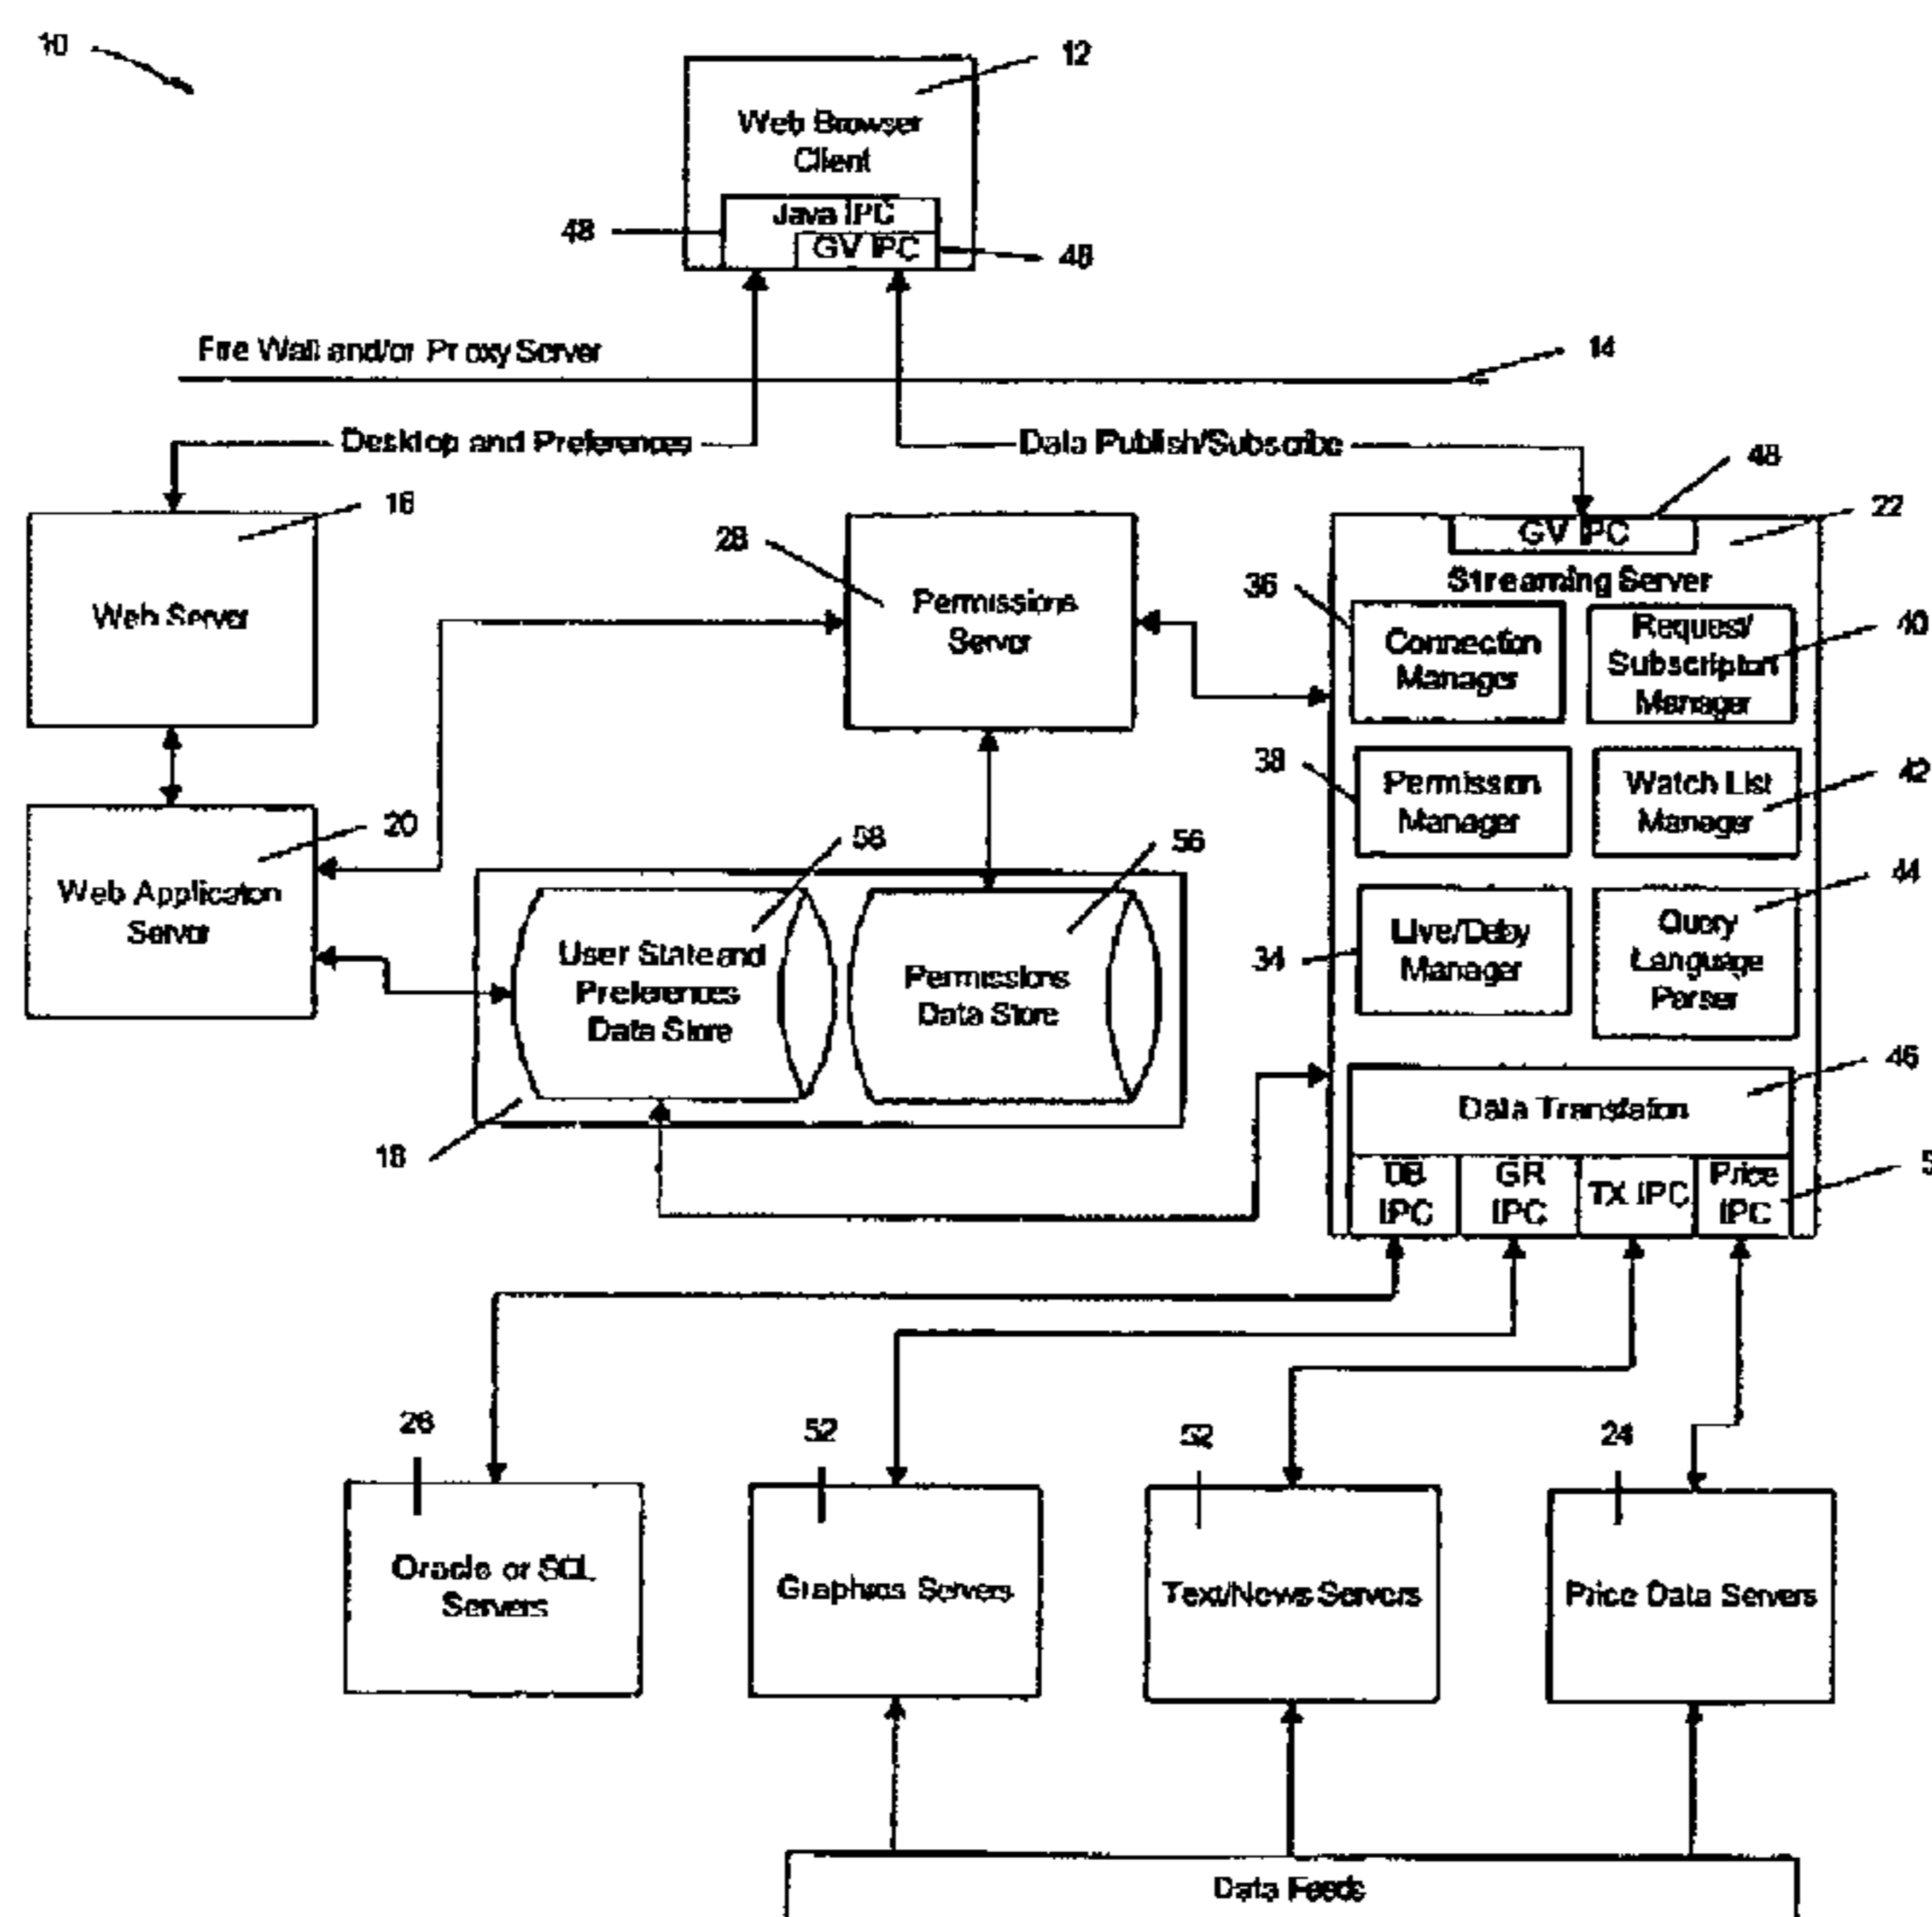 10
12
Web Browser
Client
Java IPC
48
GV IPC
48
Fire Wall and/or Proxy Server
14
Desktop and Preferences
Data Publish/Subscribe
48
16
22
28
GV IPC
Streaming Server
Web Server
Permissions
Server
36
Connection
Manager
Request/
Subscription
Manager
40
38
Permission
Manager
Watch List
Manager
42
20
58
56
44
Web Application
Server
User State and
Preferences
Data Store
Permissions
Data Store
34
Live/Delay
Manager
Query
Language
Parser
46
Data Translation
18
DB
IPC
GR
IPC
TX IPC
Price
IPC
26
52
24
Oracle or SQL
Servers
Graphics Servers
Text/News Servers
Price Data Servers
Data Feeds